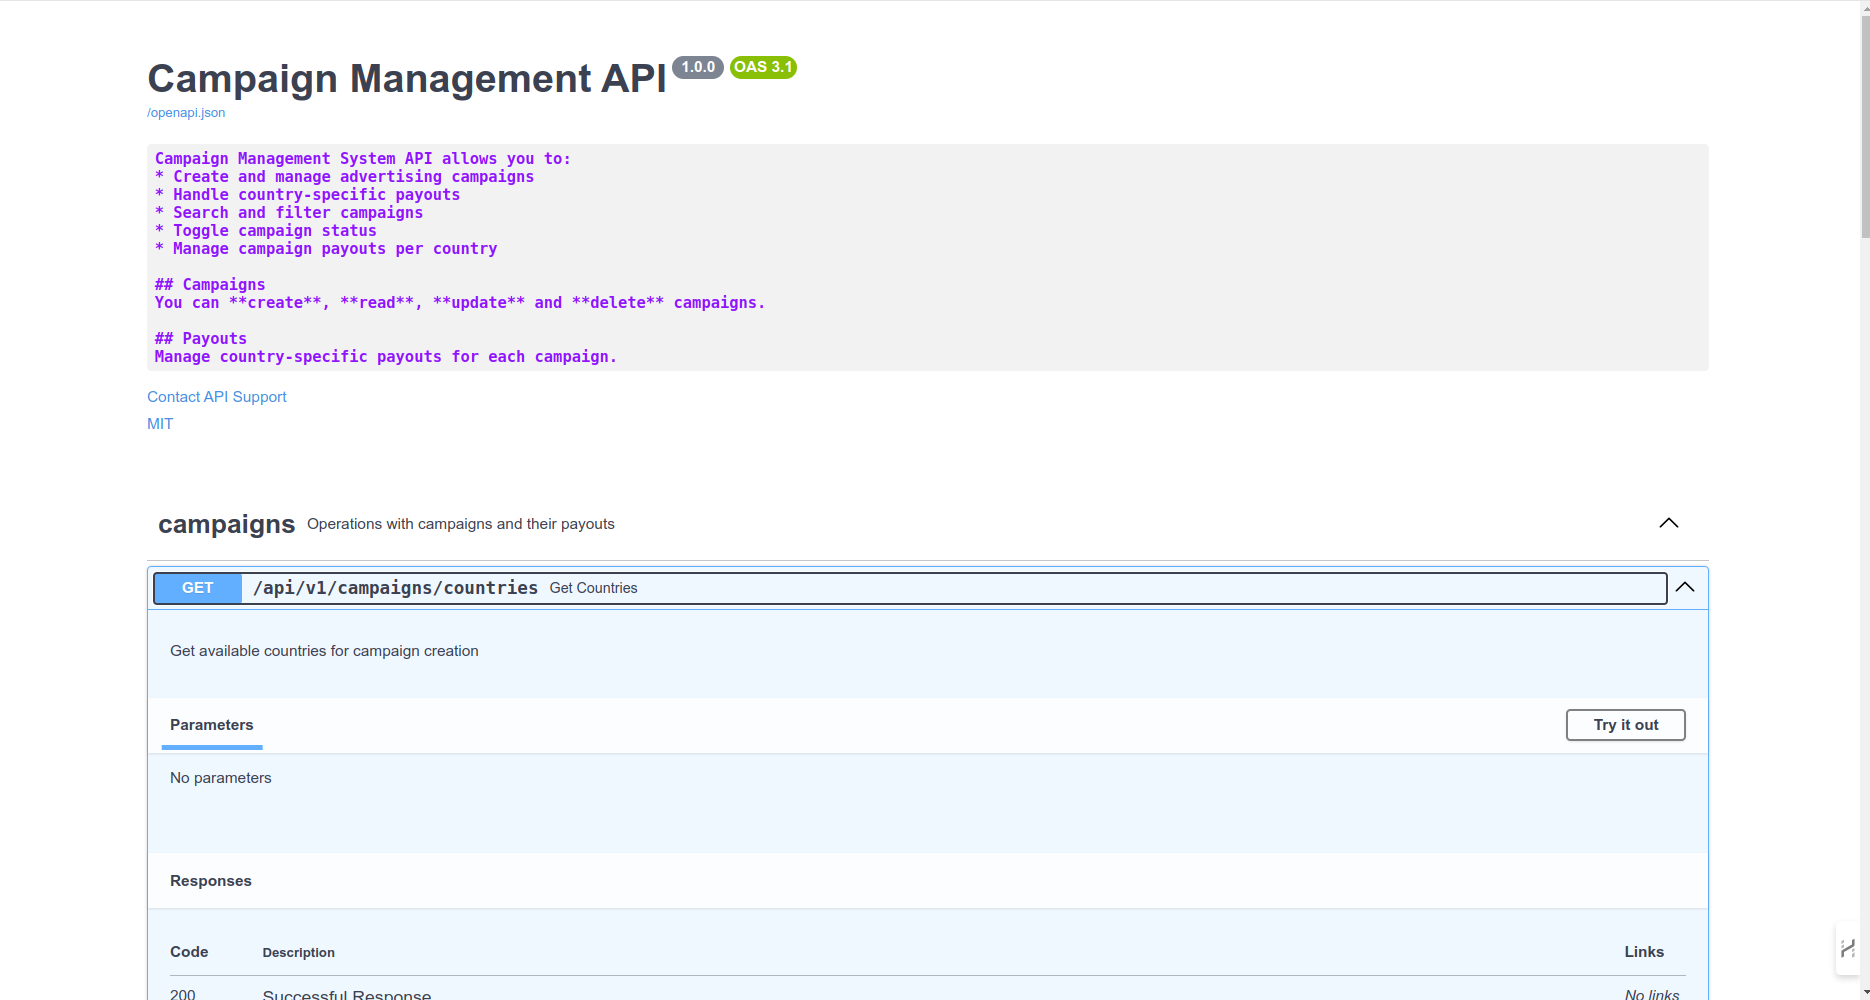 Campaign Management API 1.0.0 OAS 3.1
/openapi.json
Campaign Management System API allows you to:
* Create and manage advertising campaigns
* Handle country-specific payouts
* Search and filter campaigns
* Toggle campaign status
* Manage campaign payouts per country
## Campaigns
You can **create**, **read**, **update** and **delete** campaigns.
## Payouts
Manage country-specific payouts for each campaign.
Contact API Support
MIT
campaigns Operations with campaigns and their payouts
GET /api/v1/campaigns/countries Get Countries
Get available countries for campaign creation
Parameters Try it out
No parameters
Responses
Code Description Links
200 Successful Response No links